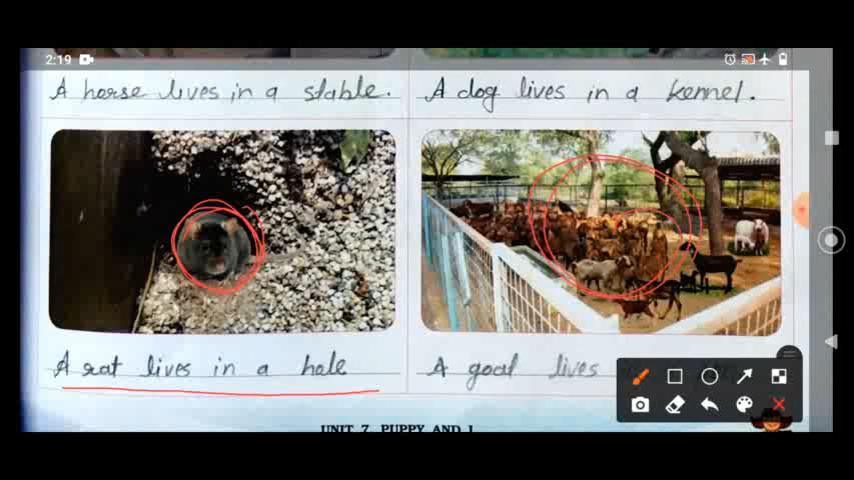 2:19
A horse lives in a stable.
A dog lives in a kennel.
A rat lives in a hole
A goat lives
UNIT 7. PUPPY AND I